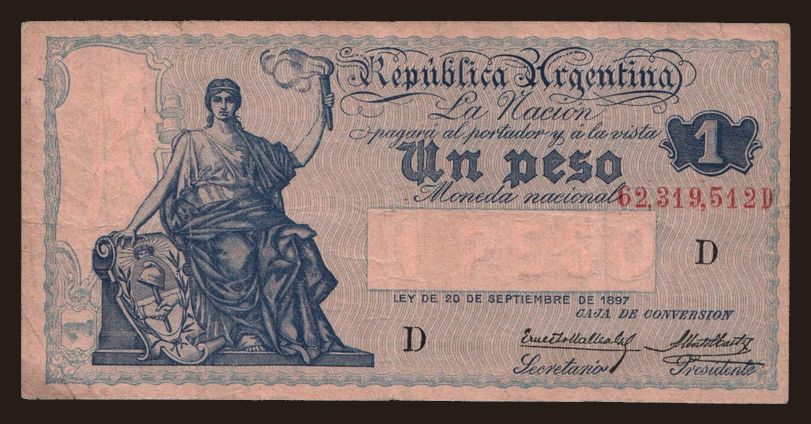 República Argentina
La Nación
pagará al portador y á la vista
1
Un peso
Moneda nacional
62,319,512D
D
1 PESO
LEY DE 20 DE SEPTIEMBRE DE 1897
CAJA DE CONVERSION
D
Secretario
Presidente
1